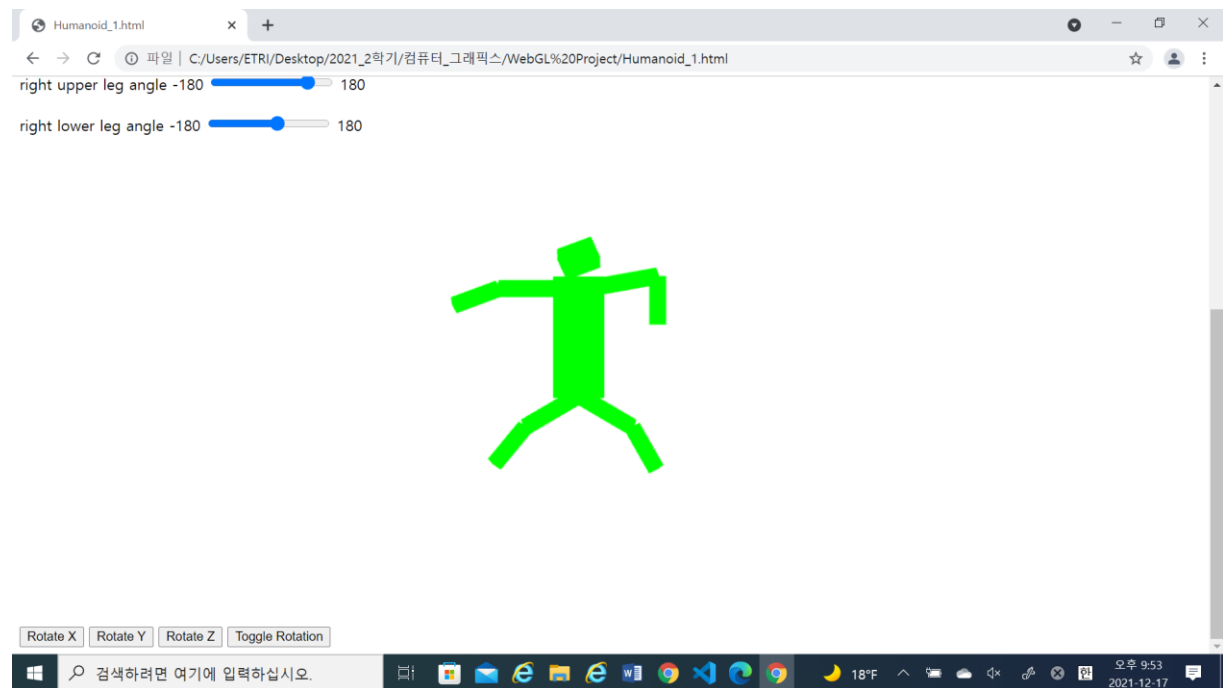 Humanoid_1.html
파일 | C:/Users/ETRI/Desktop/2021_2학기/컴퓨터_그래픽스/WebGL%20Project/Humanoid_1.html
right upper leg angle -180 180
right lower leg angle -180 180
Rotate X Rotate Y Rotate Z Toggle Rotation
검색하려면 여기에 입력하십시오. 18°F 한 오후 9:53
2021-12-17